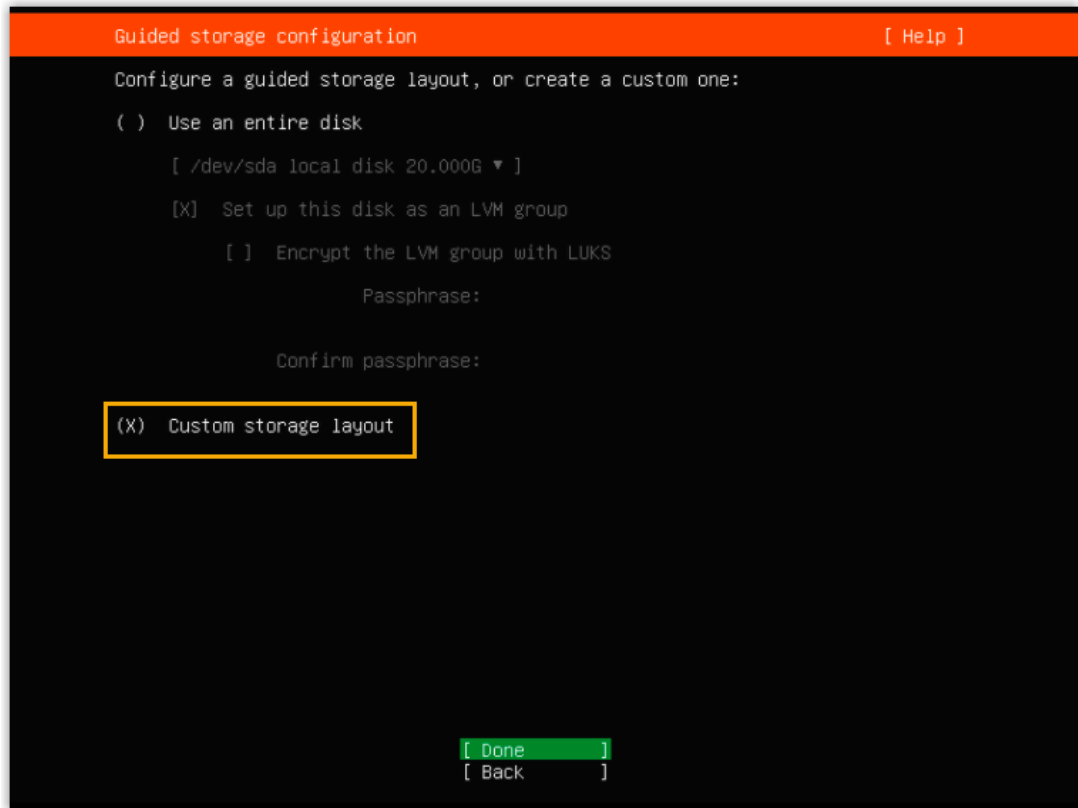 Guided storage configuration [ Help ]
Configure a guided storage layout, or create a custom one:
( ) Use an entire disk
[ /dev/sda local disk 20.000G ▾ ]
[X] Set up this disk as an LVM group
[ ] Encrypt the LVM group with LUKS
Passphrase:
Confirm passphrase:
(X) Custom storage layout
[ Done ]
[ Back ]